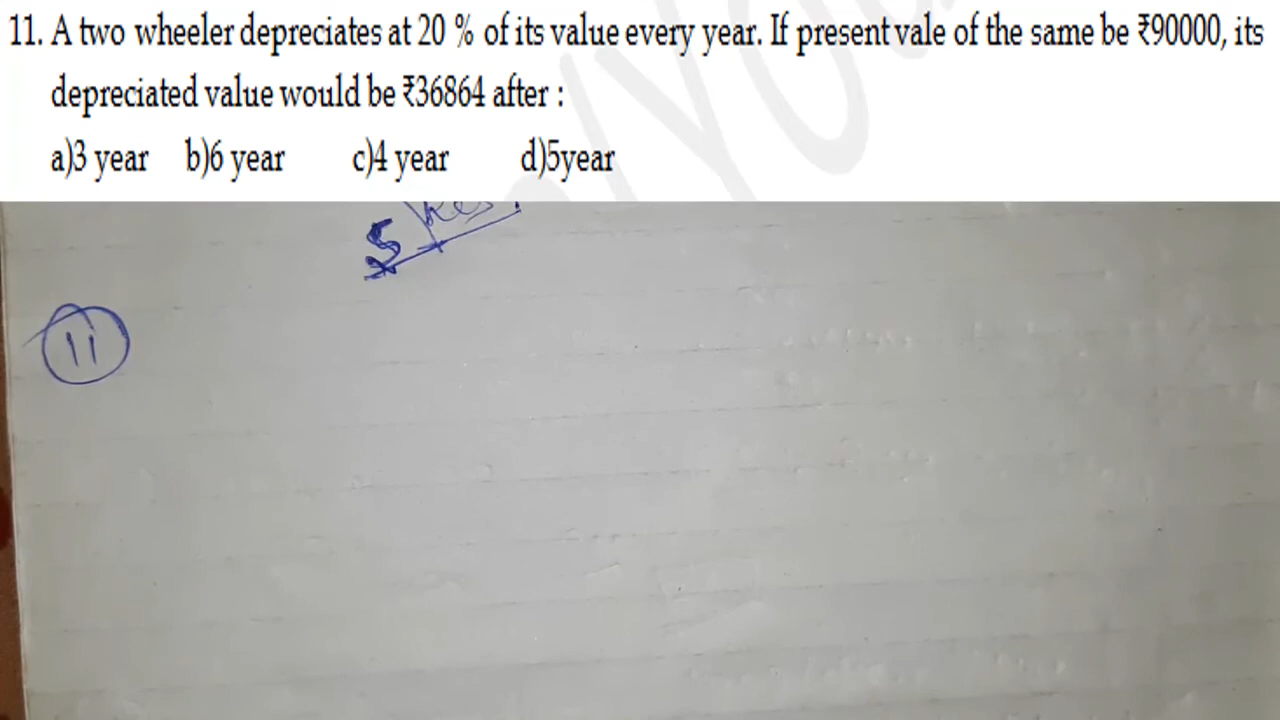 11. A two wheeler depreciates at 20 % of its value every year. If present vale of the same be ₹90000, its
depreciated value would be ₹36864 after :
a)3 year b)6 year c)4 year d)5year
5
11